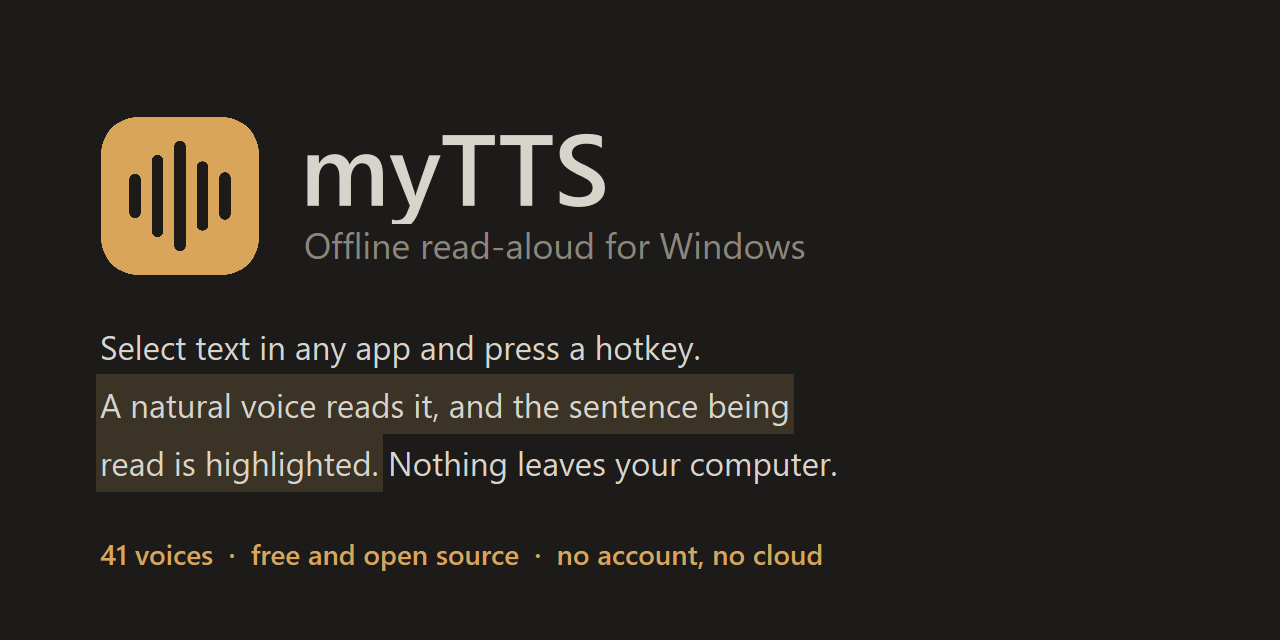 myTTS
Offline read-aloud for Windows
Select text in any app and press a hotkey.
A natural voice reads it, and the sentence being
read is highlighted. Nothing leaves your computer.
41 voices · free and open source · no account, no cloud